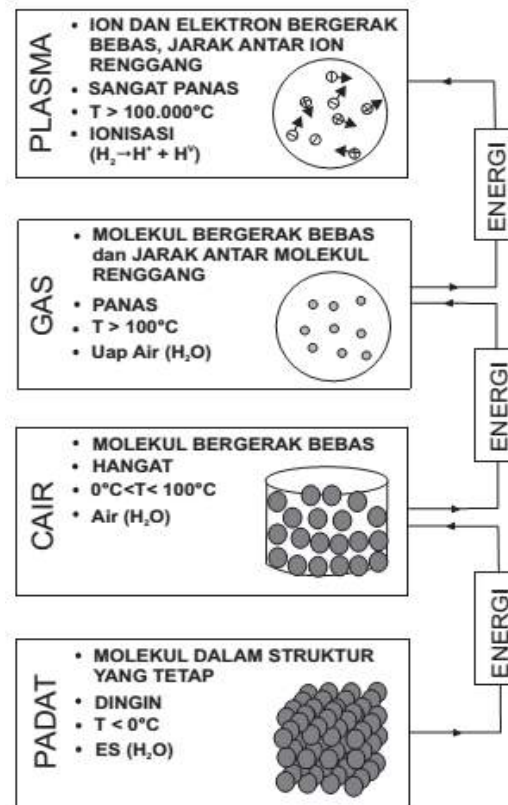 PLASMA
• ION DAN ELEKTRON BERGERAK
BEBAS, JARAK ANTAR ION
RENGGANG
• SANGAT PANAS
• T > 100.000°C
• IONISASI
(H₂→H⁺ + Hᵛ)
ENERGI
GAS
• MOLEKUL BERGERAK BEBAS
dan JARAK ANTAR MOLEKUL
RENGGANG
• PANAS
• T > 100°C
• Uap Air (H₂O)
ENERGI
CAIR
• MOLEKUL BERGERAK BEBAS
• HANGAT
• 0°C<T< 100°C
• Air (H₂O)
ENERGI
PADAT
• MOLEKUL DALAM STRUKTUR
YANG TETAP
• DINGIN
• T < 0°C
• ES (H₂O)